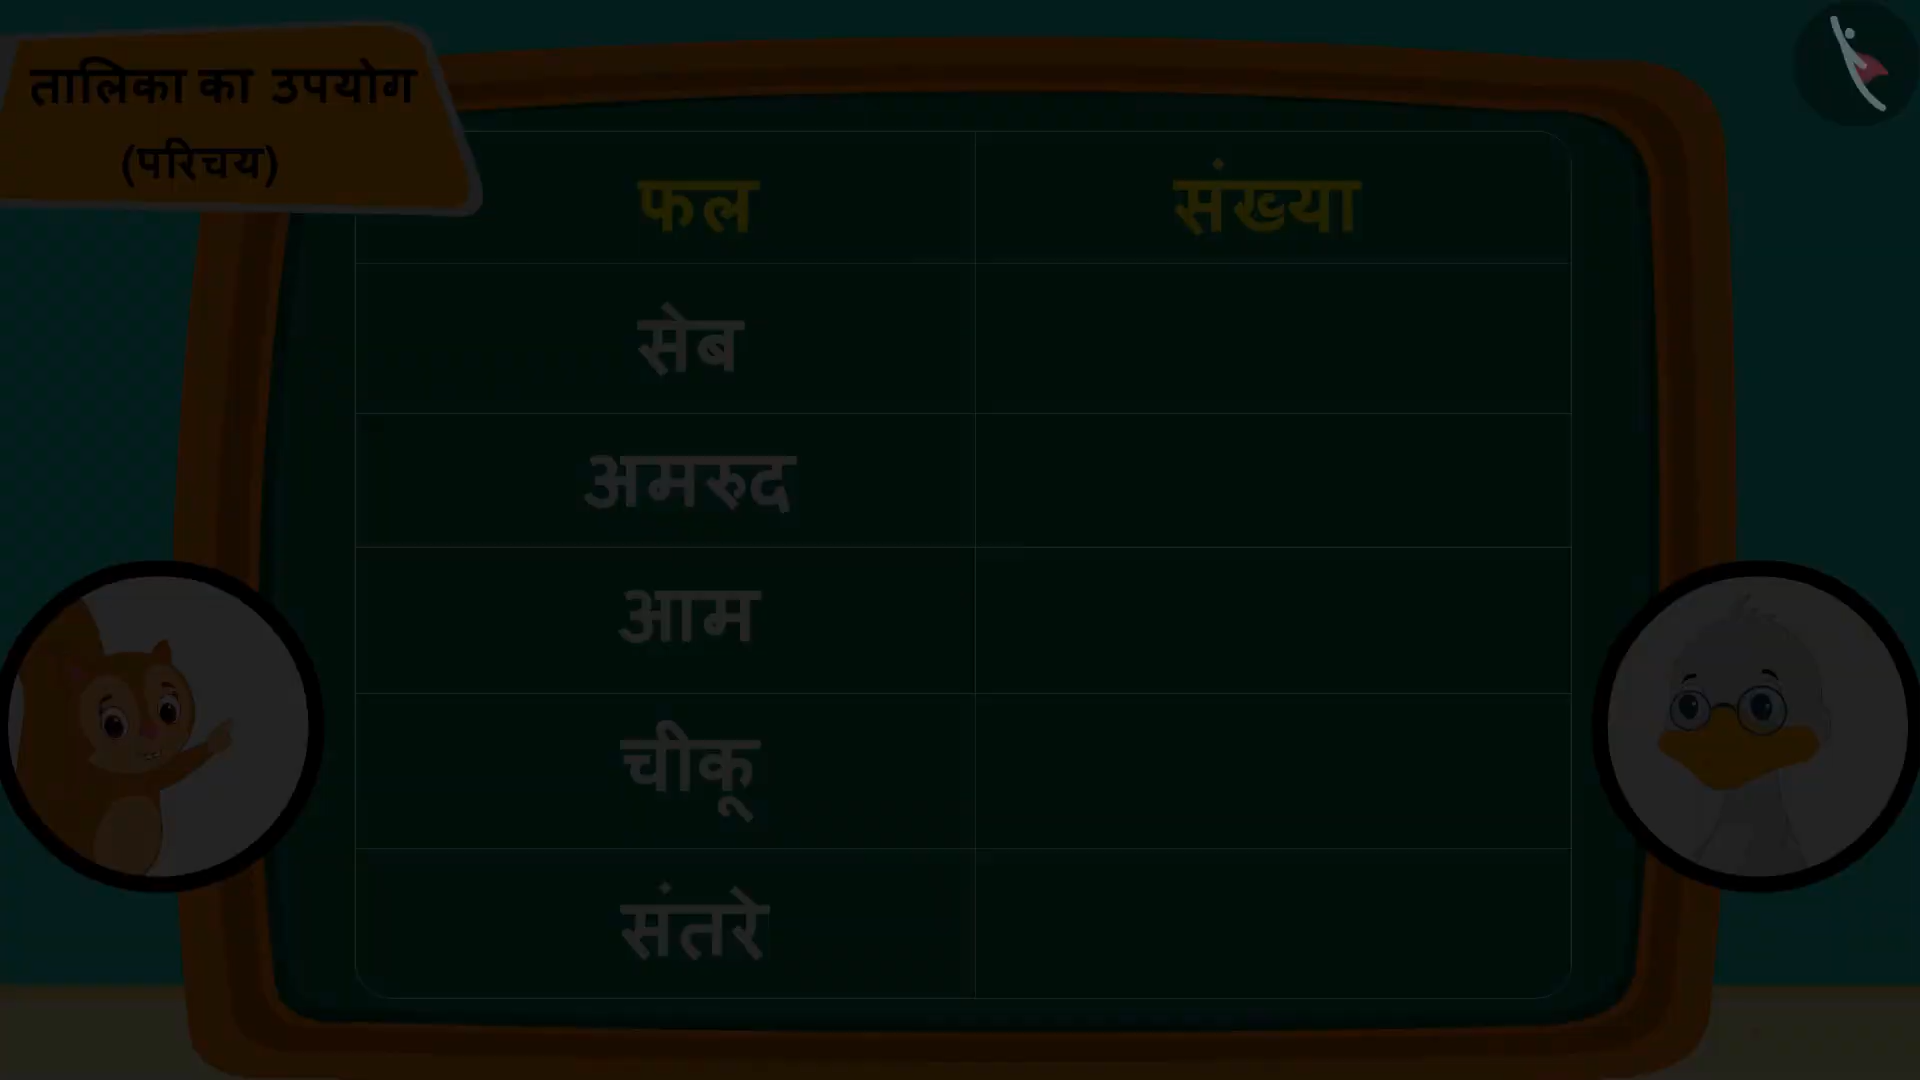 तालिका का उपयोग
(परिचय)
फल संख्या
सेब
अमरुद
आम
चीकू
संतरे